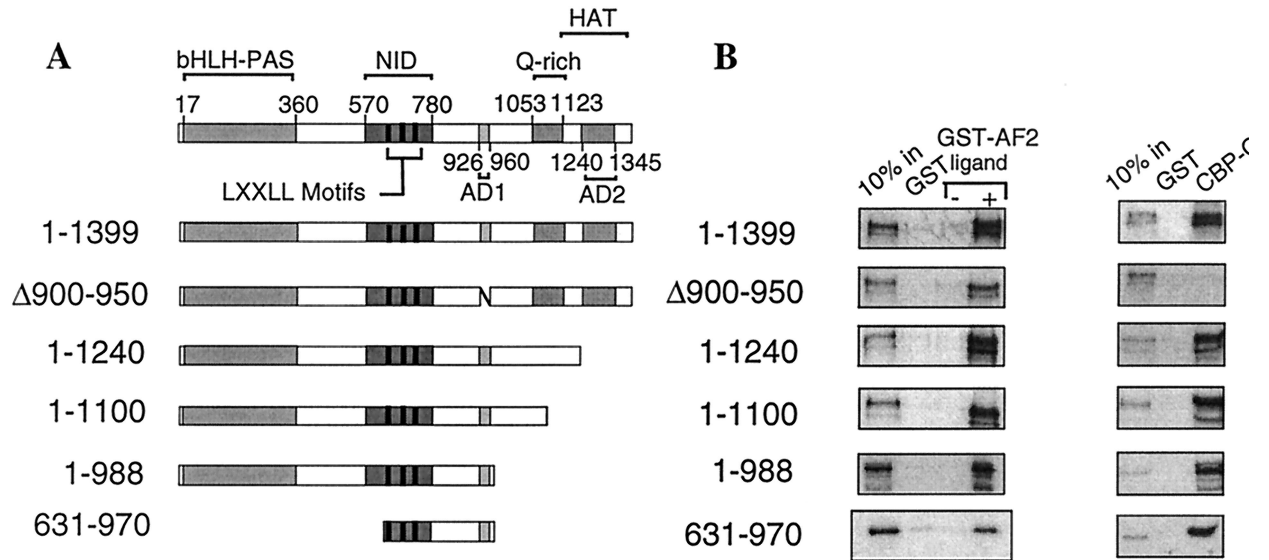 A
HAT
bHLH-PAS
NID
Q-rich
17
360
570
780
1053
1123
926
960
1240
1345
LXXLL Motifs
AD1
AD2
1-1399
Δ900-950
1-1240
1-1100
1-988
631-970
B
10% in
GST
GST-AF2
ligand
-
+
10% in
GST
CBP-
1-1399
Δ900-950
1-1240
1-1100
1-988
631-970